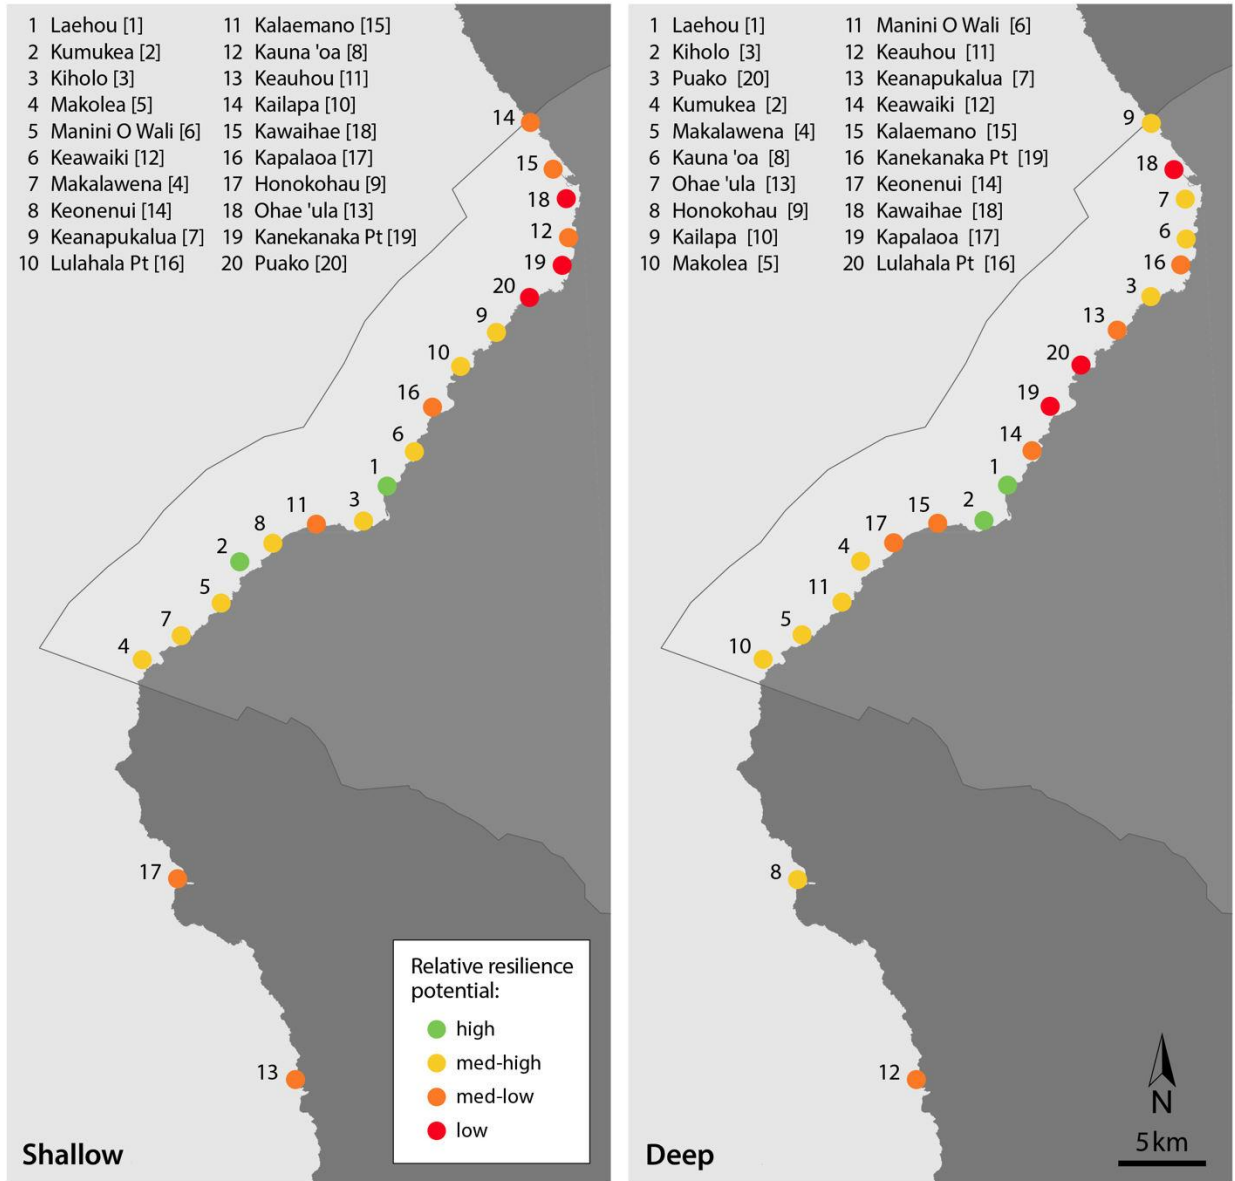 1 Laehou [1]
2 Kumukea [2]
3 Kiholo [3]
4 Makolea [5]
5 Manini O Wali [6]
6 Keawaiki [12]
7 Makalawena [4]
8 Keonenui [14]
9 Keanapukalua [7]
10 Lulahala Pt [16]
11 Kalaemano [15]
12 Kauna 'oa [8]
13 Keauhou [11]
14 Kailapa [10]
15 Kawaihae [18]
16 Kapalaoa [17]
17 Honokohau [9]
18 Ohae 'ula [13]
19 Kanekanaka Pt [19]
20 Puako [20]
14
15
18
12
19
20
9
10
16
6
1
3
11
8
2
5
7
4
17
13
Relative resilience
potential:
high
med-high
med-low
low
Shallow
1 Laehou [1]
2 Kiholo [3]
3 Puako [20]
4 Kumukea [2]
5 Makalawena [4]
6 Kauna 'oa [8]
7 Ohae 'ula [13]
8 Honokohau [9]
9 Kailapa [10]
10 Makolea [5]
11 Manini O Wali [6]
12 Keauhou [11]
13 Keanapukalua [7]
14 Keawaiki [12]
15 Kalaemano [15]
16 Kanekanaka Pt [19]
17 Keonenui [14]
18 Kawaihae [18]
19 Kapalaoa [17]
20 Lulahala Pt [16]
9
18
7
6
16
3
13
20
19
14
1
2
15
17
4
11
5
10
8
12
N
5 km
Deep